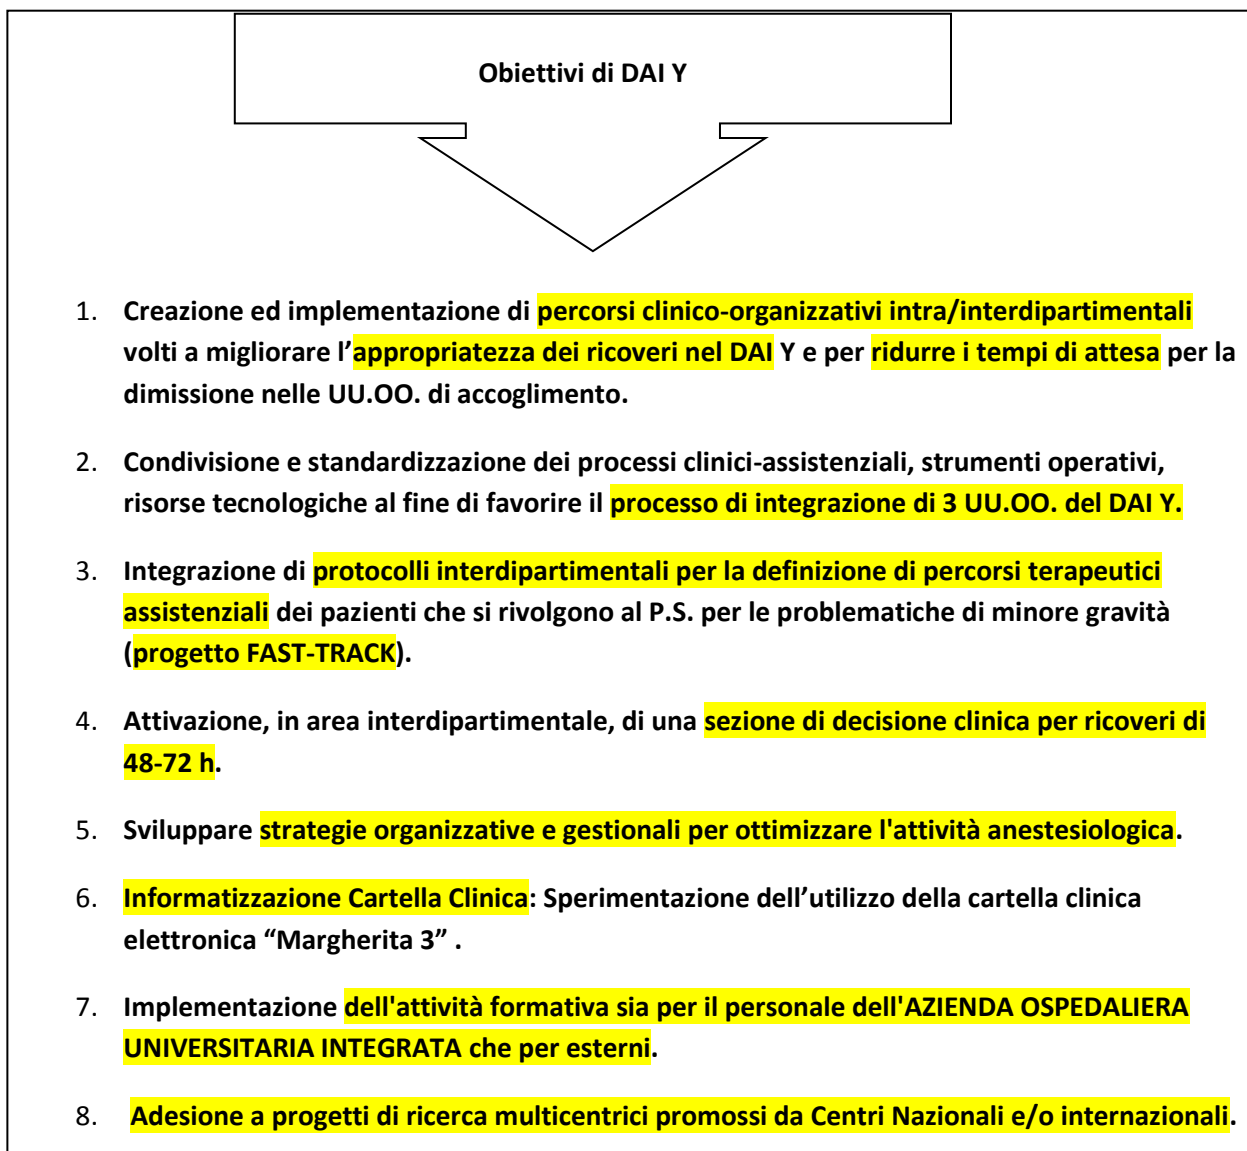 Obiettivi di DAI Y
1. Creazione ed implementazione di percorsi clinico-organizzativi intra/interdipartimentali
volti a migliorare l’appropriatezza dei ricoveri nel DAI Y e per ridurre i tempi di attesa per la
dimissione nelle UU.OO. di accoglimento.
2. Condivisione e standardizzazione dei processi clinici-assistenziali, strumenti operativi,
risorse tecnologiche al fine di favorire il processo di integrazione di 3 UU.OO. del DAI Y.
3. Integrazione di protocolli interdipartimentali per la definizione di percorsi terapeutici
assistenziali dei pazienti che si rivolgono al P.S. per le problematiche di minore gravità
(progetto FAST-TRACK).
4. Attivazione, in area interdipartimentale, di una sezione di decisione clinica per ricoveri di
48-72 h.
5. Sviluppare strategie organizzative e gestionali per ottimizzare l'attività anestesiologica.
6. Informatizzazione Cartella Clinica: Sperimentazione dell’utilizzo della cartella clinica
elettronica “Margherita 3” .
7. Implementazione dell'attività formativa sia per il personale dell'AZIENDA OSPEDALIERA
UNIVERSITARIA INTEGRATA che per esterni.
8. Adesione a progetti di ricerca multicentrici promossi da Centri Nazionali e/o internazionali.